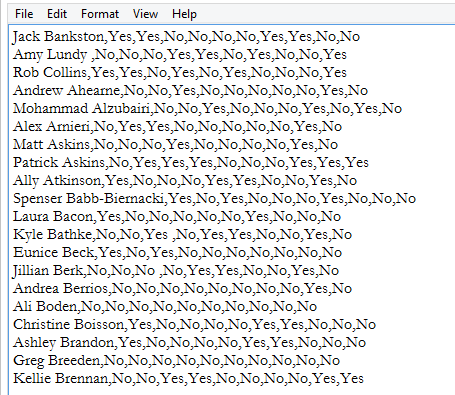 File Edit Format View Help
Jack Bankston,Yes,Yes,No,No,No,No,Yes,Yes,No,No
Amy Lundy ,No,No,No,Yes,Yes,No,Yes,No,No,Yes
Rob Collins,Yes,Yes,No,Yes,No,Yes,No,No,No,Yes
Andrew Ahearne,No,No,Yes,No,No,No,No,No,Yes,No
Mohammad Alzubairi,No,No,Yes,No,No,No,Yes,No,Yes,No
Alex Arnieri,No,Yes,Yes,No,No,No,No,No,Yes,No
Matt Askins,No,No,No,Yes,No,No,No,No,Yes,No
Patrick Askins,No,Yes,Yes,Yes,No,No,No,Yes,Yes,Yes
Ally Atkinson,Yes,No,No,No,Yes,Yes,No,No,Yes,No
Spenser Babb-Biernacki,Yes,No,Yes,No,No,No,Yes,No,No,No
Laura Bacon,Yes,No,No,No,No,No,Yes,No,No,No
Kyle Bathke,No,No,Yes ,No,Yes,Yes,No,No,Yes,No
Eunice Beck,Yes,No,Yes,No,No,No,No,No,No,No
Jillian Berk,No,No,No ,No,Yes,Yes,No,No,Yes,No
Andrea Berrios,No,No,No,No,No,No,No,No,Yes,No
Ali Boden,No,No,No,No,No,No,No,No,No,No
Christine Boisson,Yes,No,No,No,No,Yes,Yes,No,No,No
Ashley Brandon,Yes,No,No,No,No,Yes,Yes,No,No,No
Greg Breeden,No,No,No,No,No,No,No,No,No,No
Kellie Brennan,No,No,Yes,Yes,No,No,No,No,Yes,Yes